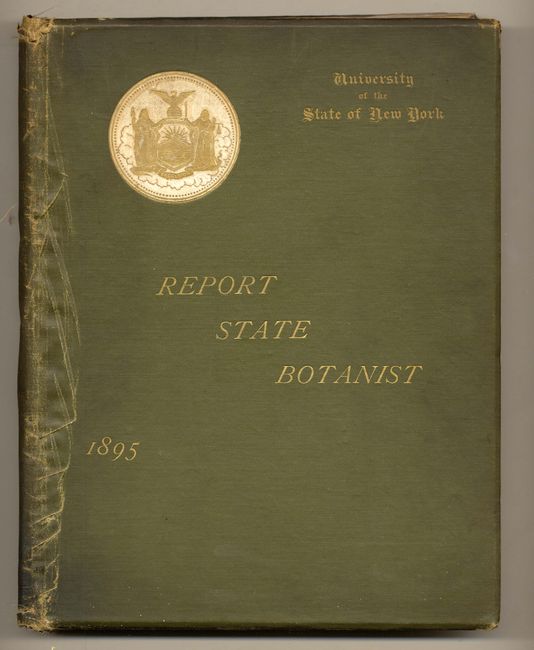 University
of the
State of New York
REPORT
STATE
BOTANIST
1895